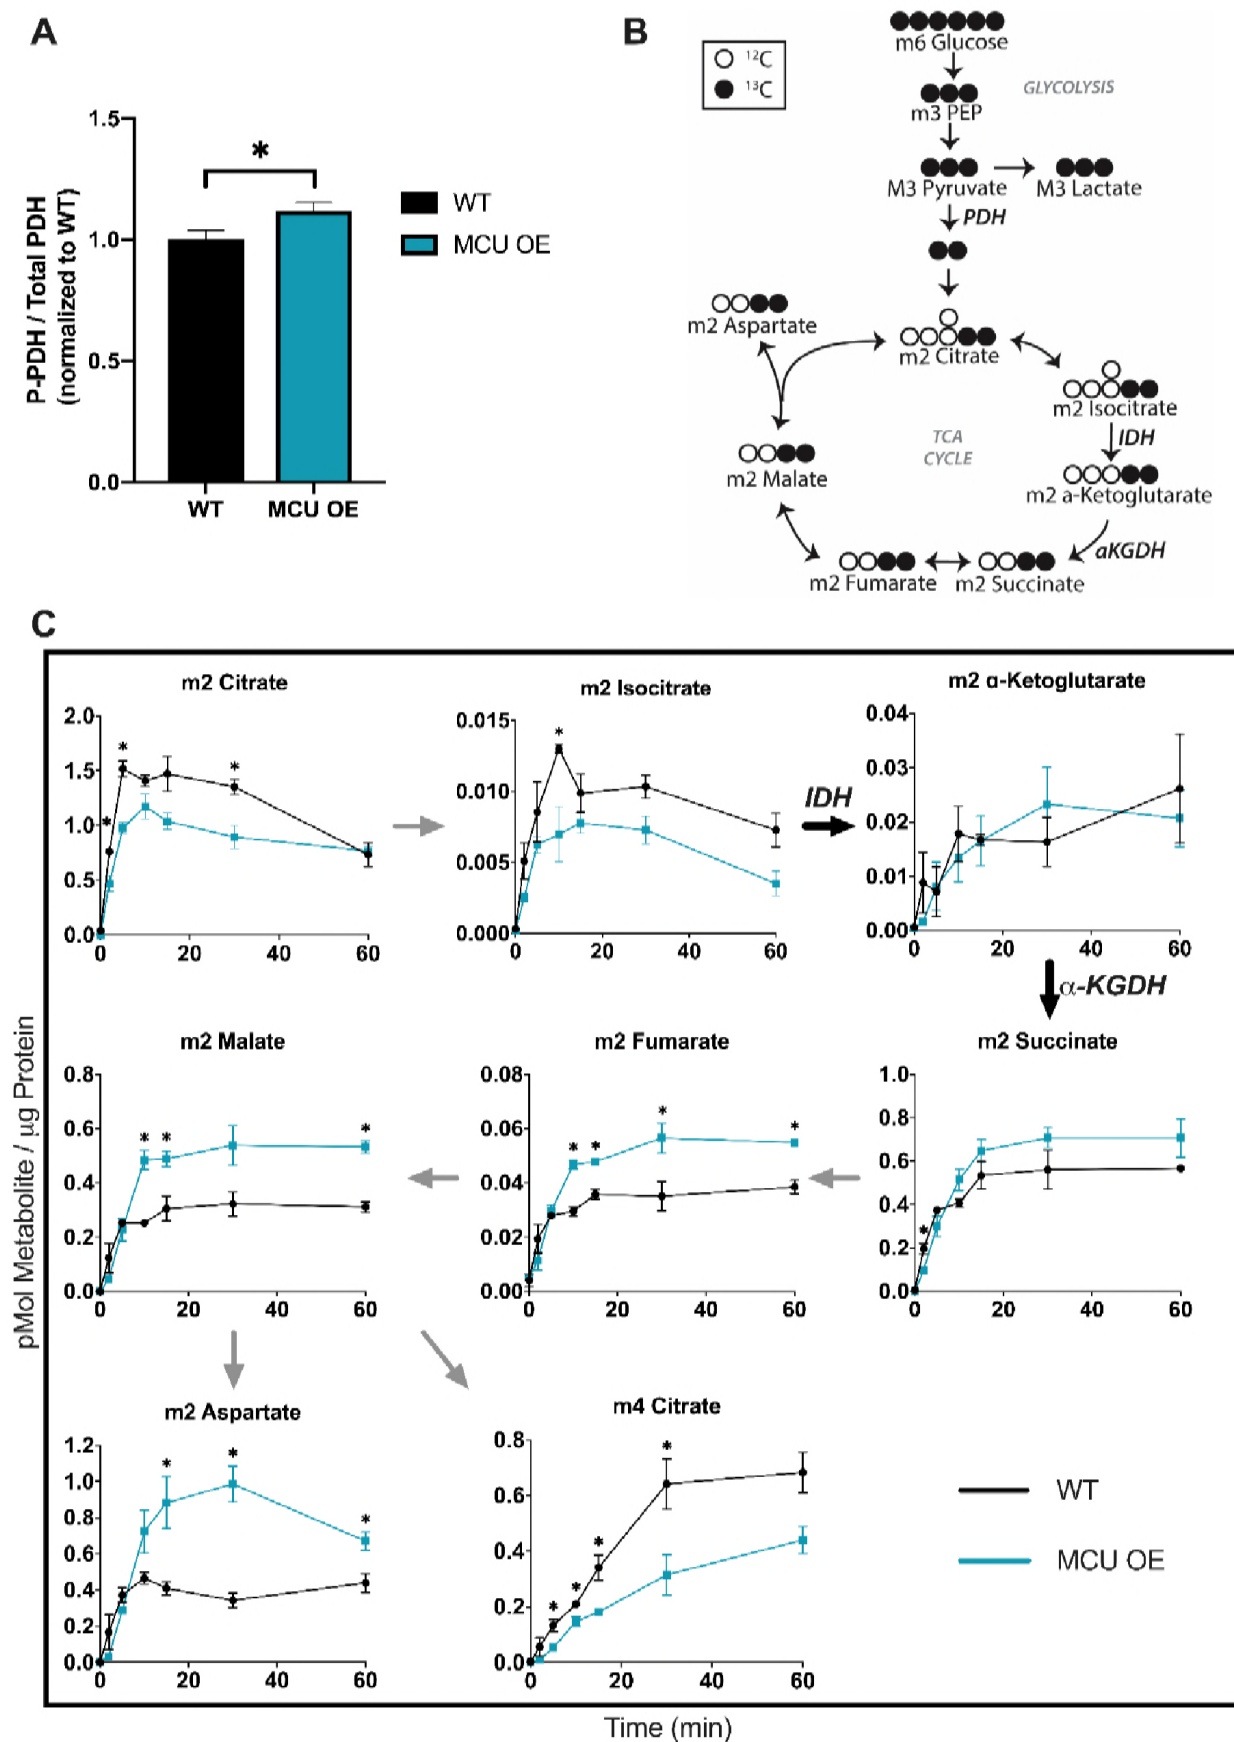 A
1.5
1.0
0.5
0.0
P-PDH / Total PDH
(normalized to WT)
*
WT
MCU OE
WT
MCU OE
B
12C
13C
m6 Glucose
GLYCOLYSIS
m3 PEP
M3 Pyruvate
M3 Lactate
PDH
m2 Aspartate
m2 Citrate
m2 Isocitrate
IDH
TCA
CYCLE
m2 Malate
m2 a-Ketoglutarate
aKGDH
m2 Fumarate
m2 Succinate
C
pMol Metabolite / µg Protein
m2 Citrate
2.0
1.5
1.0
0.5
0.0
0 20 40 60
* * *
m2 Isocitrate
0.015
0.010
0.005
0.000
0 20 40 60
*
IDH
m2 α-Ketoglutarate
0.04
0.03
0.02
0.01
0.00
0 20 40 60
α-KGDH
m2 Malate
0.8
0.6
0.4
0.2
0.0
0 20 40 60
* * *
m2 Fumarate
0.08
0.06
0.04
0.02
0.00
0 20 40 60
* * * *
m2 Succinate
1.0
0.8
0.6
0.4
0.2
0.0
0 20 40 60
*
m2 Aspartate
1.2
1.0
0.8
0.6
0.4
0.2
0.0
0 20 40 60
* * *
m4 Citrate
0.8
0.6
0.4
0.2
0.0
0 20 40 60
* * * *
WT
MCU OE
Time (min)